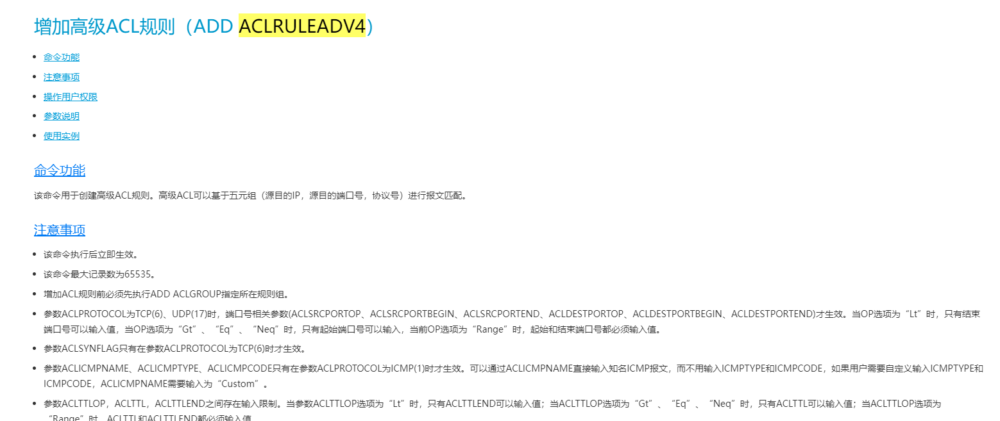 增加高级ACL规则（ADD ACLRULEADV4）
命令功能
注意事项
操作用户权限
参数说明
使用实例
命令功能
该命令用于创建高级ACL规则。高级ACL可以基于五元组（源目的IP，源目的端口号，协议号）进行报文匹配。
注意事项
该命令执行后立即生效。
该命令最大记录数为65535。
增加ACL规则前必须先执行ADD ACLGROUP指定所在规则组。
参数ACLPROTOCOL为TCP(6)、UDP(17)时，端口号相关参数(ACLSRCPORTOP、ACLSRCPORTBEGIN、ACLSRCPORTEND、ACLDESTPORTOP、ACLDESTPORTBEGIN、ACLDESTPORTEND)才生效。当OP选项为“Lt”时，只有结束
端口号可以输入值，当OP选项为“Gt”、“Eq”、“Neq”时，只有起始端口号可以输入，当前OP选项为“Range”时，起始和结束端口号都必须输入值。
参数ACLSYNFLAG只有在参数ACLPROTOCOL为TCP(6)时才生效。
参数ACLICMPNAME、ACLICMPTYPE、ACLICMPCODE只有在参数ACLPROTOCOL为ICMP(1)时才生效。可以通过ACLICMPNAME直接输入知名ICMP报文，而不用输入ICMPTYPE和ICMPCODE，如果用户需要自定义输入ICMPTYPE和
ICMPCODE，ACLICMPNAME需要输入为“Custom”。
参数ACLTTLOP，ACLTTL，ACLTTLEND之间存在输入限制。当参数ACLTTLOP选项为“Lt”时，只有ACLTTLEND可以输入值；当ACLTTLOP选项为“Gt”、“Eq”、“Neq”时，只有ACLTTL可以输入值；当ACLTTLOP选项为
“Range”时，ACLTTL和ACLTTLEND都必须输入值